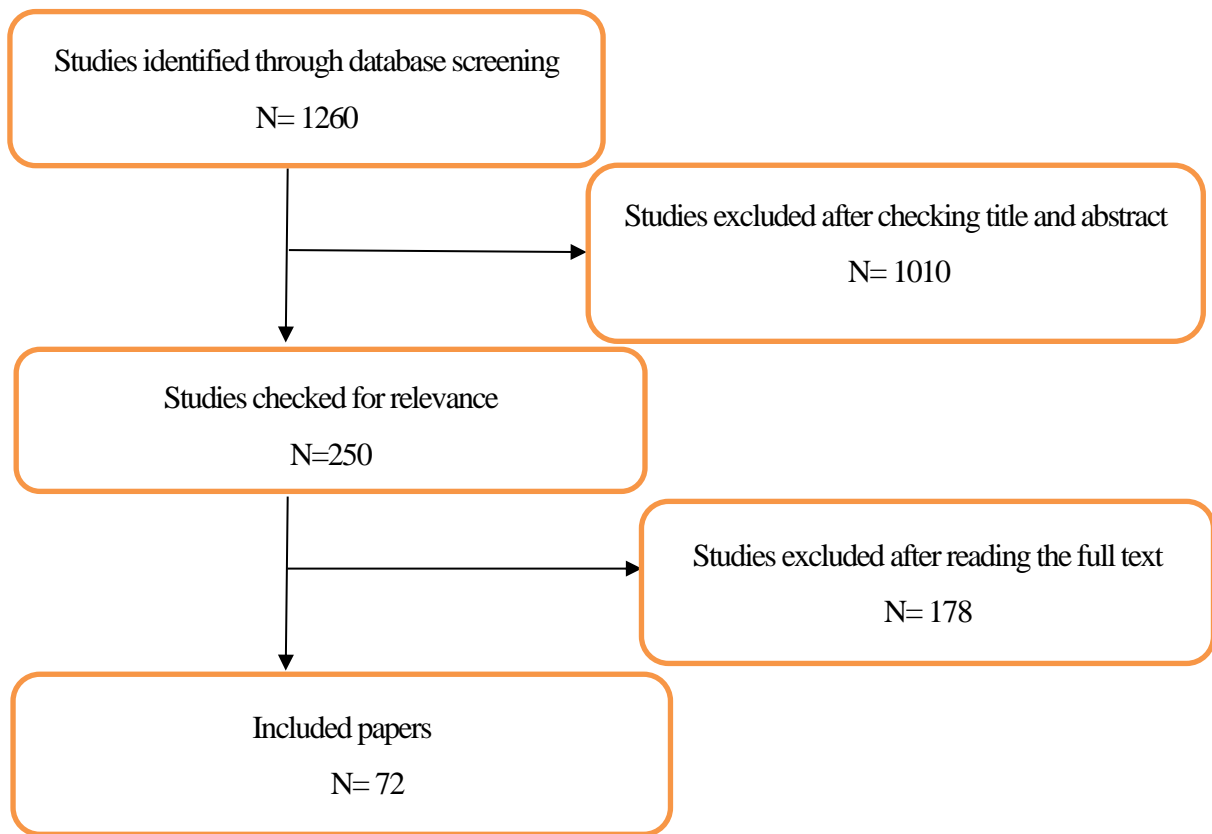 Studies identified through database screening
N= 1260
Studies excluded after checking title and abstract
N= 1010
Studies checked for relevance
N=250
Studies excluded after reading the full text
N= 178
Included papers
N= 72